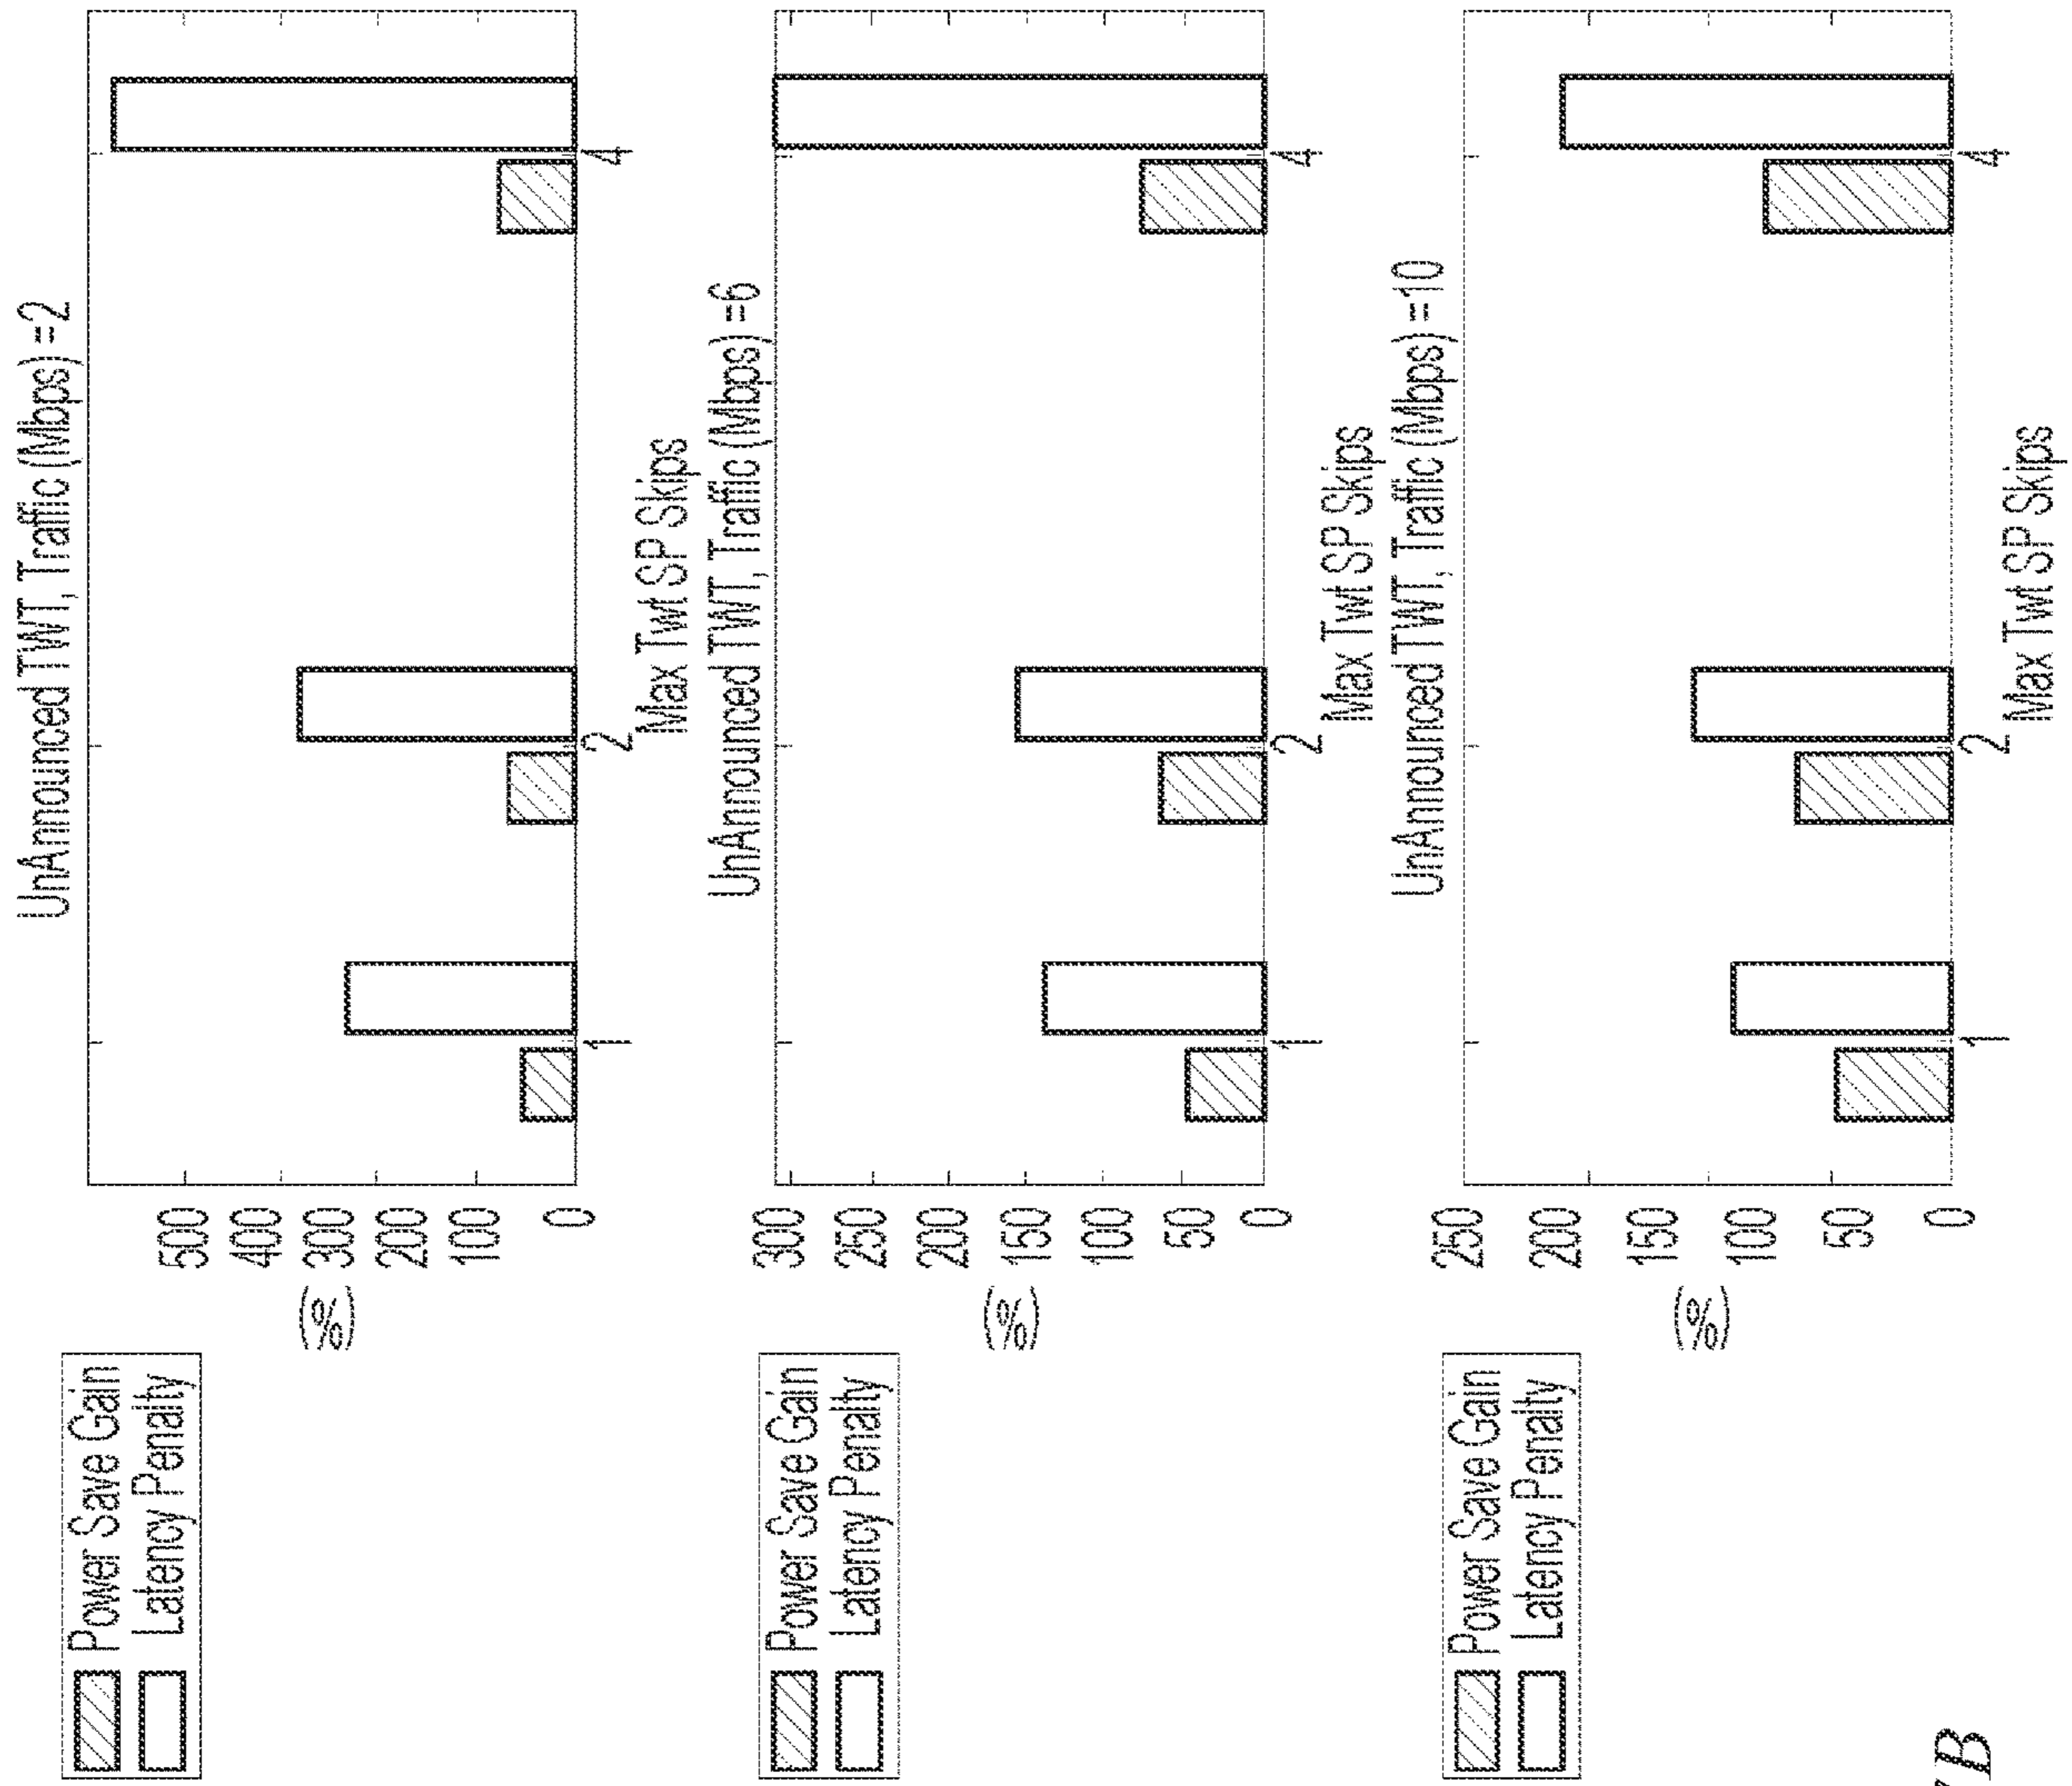 UnAnnounced TWT, Traffic (Mbps) =2
Power Save Gain
Latency Penalty
(%)
500
400
300
200
100
0
1
2
4
Max Twt SP Skips
UnAnnounced TWT, Traffic (Mbps) =6
Power Save Gain
Latency Penalty
(%)
300
250
200
150
100
50
0
1
2
4
Max Twt SP Skips
UnAnnounced TWT, Traffic (Mbps) =10
Power Save Gain
Latency Penalty
(%)
250
200
150
100
50
0
1
2
4
Max Twt SP Skips